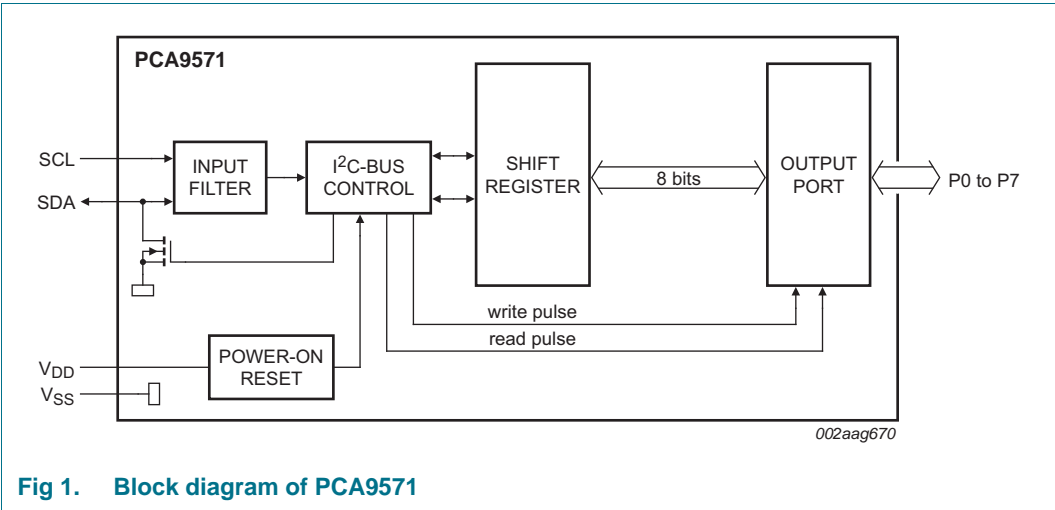 PCA9571
SCL
SDA
INPUT
FILTER
I²C-BUS
CONTROL
SHIFT
REGISTER
8 bits
OUTPUT
PORT
P0 to P7
write pulse
read pulse
POWER-ON
RESET
VDD
VSS
002aag670
Fig 1. Block diagram of PCA9571